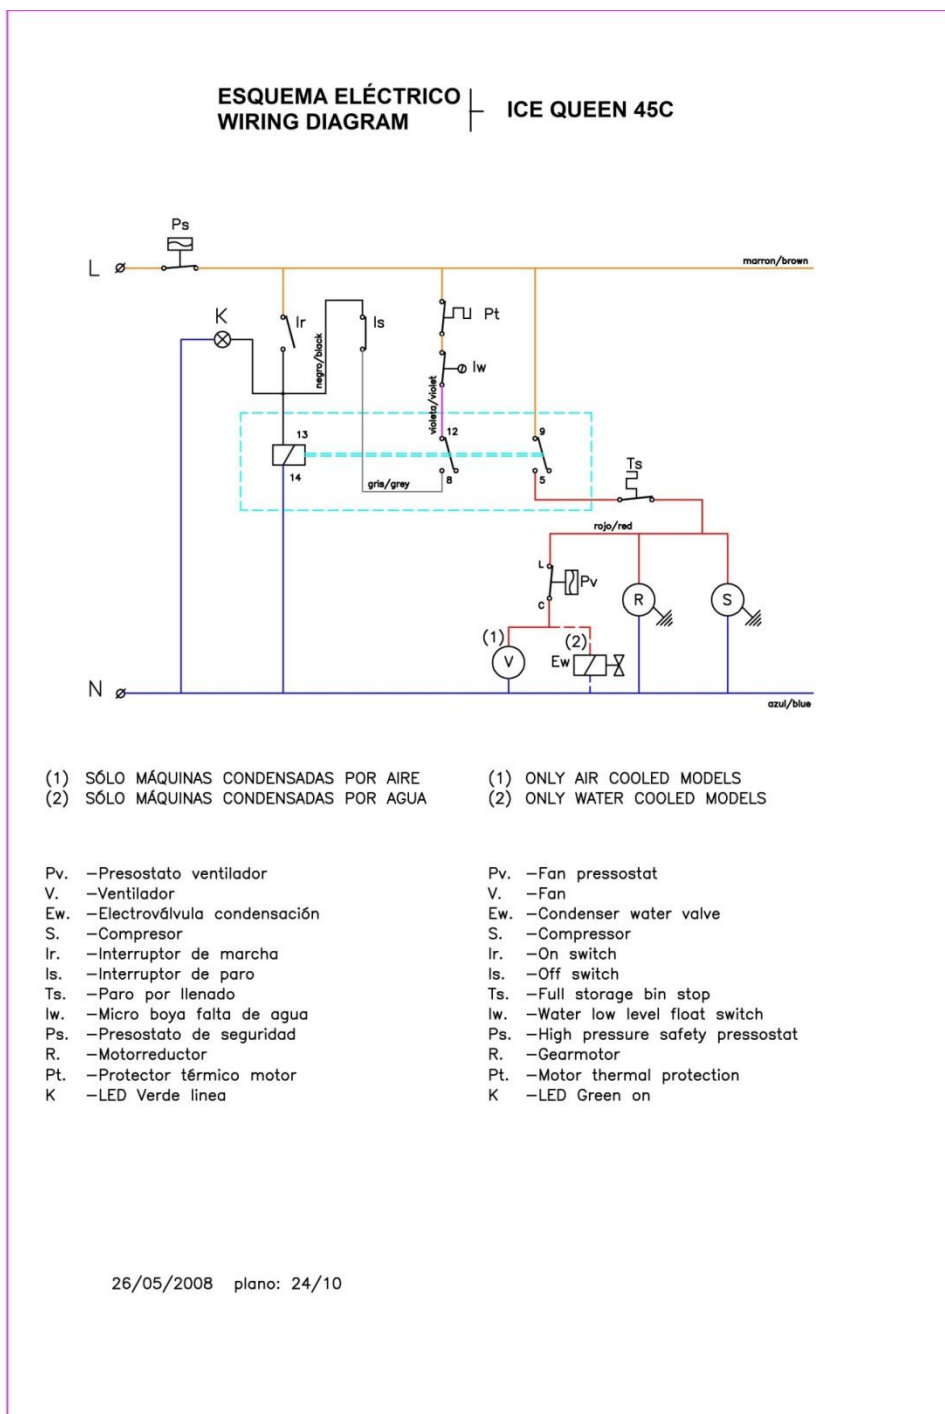 ESQUEMA ELÉCTRICO
WIRING DIAGRAM
ICE QUEEN 45C
Ps
L
marron/brown
K
Ir
negro/black
Is
Pt
Iw
violeta/violet
13
12
9
14
gris/grey
8
5
Ts
rojo/red
L
Pv
C
R
S
(1)
(2)
V
Ew
N
azul/blue
(1) SÓLO MÁQUINAS CONDENSADAS POR AIRE
(2) SÓLO MÁQUINAS CONDENSADAS POR AGUA
(1) ONLY AIR COOLED MODELS
(2) ONLY WATER COOLED MODELS
Pv. -Presostato ventilador
V. -Ventilador
Ew. -Electroválvula condensación
S. -Compresor
Ir. -Interruptor de marcha
Is. -Interruptor de paro
Ts. -Paro por llenado
Iw. -Micro boya falta de agua
Ps. -Presostato de seguridad
R. -Motorreductor
Pt. -Protector térmico motor
K -LED Verde linea
Pv. -Fan pressostat
V. -Fan
Ew. -Condenser water valve
S. -Compressor
Ir. -On switch
Is. -Off switch
Ts. -Full storage bin stop
Iw. -Water low level float switch
Ps. -High pressure safety pressostat
R. -Gearmotor
Pt. -Motor thermal protection
K -LED Green on
26/05/2008 plano: 24/10